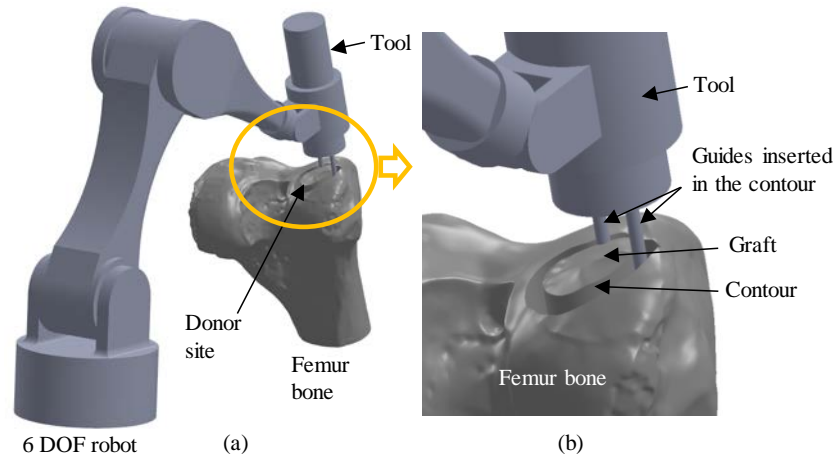 Tool
Donor
site
Femur
bone
6 DOF robot
(a)
Tool
Guides inserted
in the contour
Graft
Contour
Femur bone
(b)